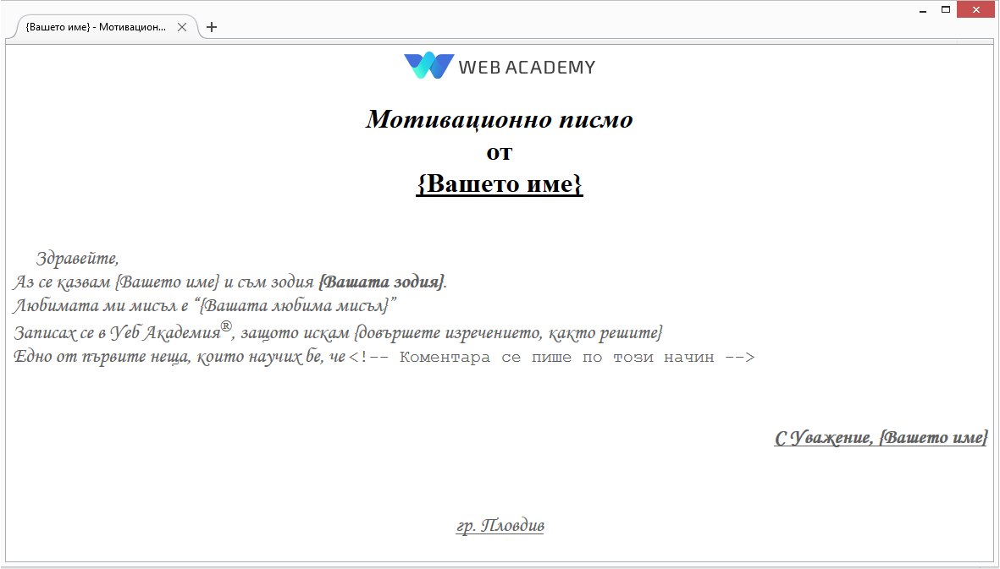 {Вашето име} - Мотивацион...
WEB ACADEMY
Мотивационно писмо
от
{Вашето име}
Здравейте,
Аз се казвам {Вашето име} и съм зодия {Вашата зодия}.
Любимата ми мисъл е “{Вашата любима мисъл}”
Записах се в Уеб Академия®, защото искам {довършете изречението, както решите}
Едно от първите неща, които научих бе, че <!-- Коментара се пише по този начин -->
С Уважение, {Вашето име}
гр. Пловдив